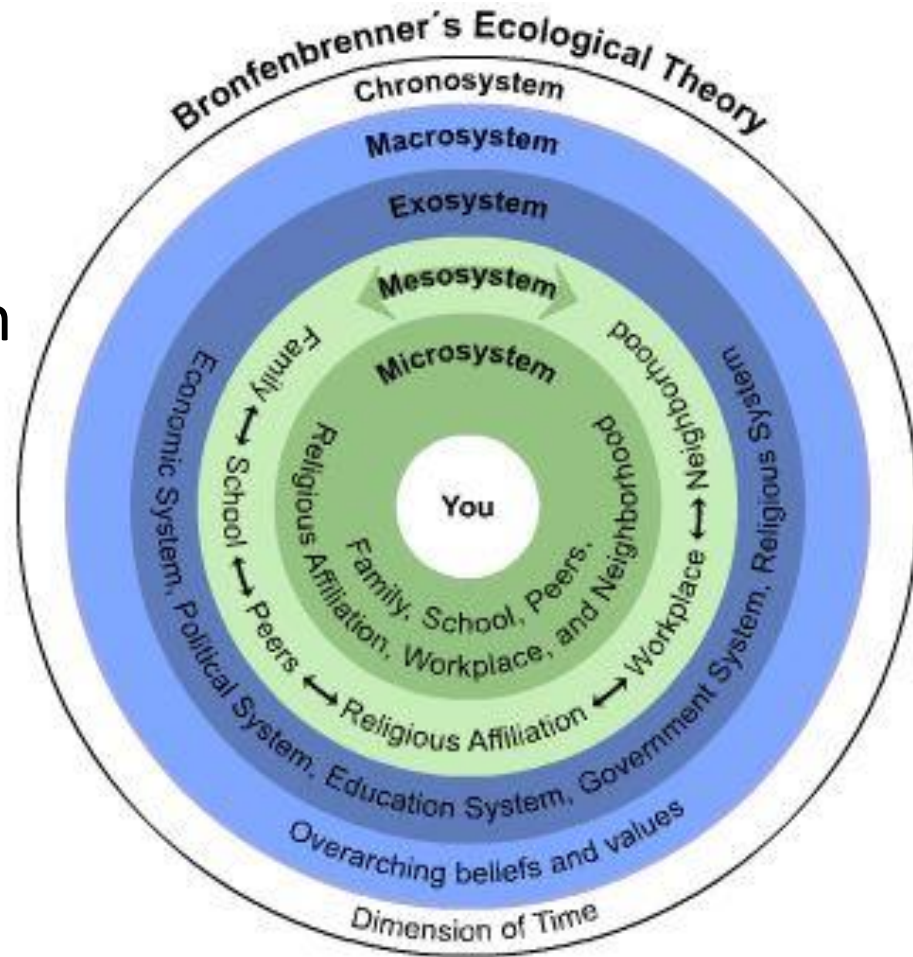 Bronfenbrenner´s Ecological Theory
Chronosystem
Macrosystem
Exosystem
Mesosystem
Microsystem
You
Family, School, Peers,
Religious Affiliation, Workplace, and Neighborhood
Family ↔ School ↔ Peers ↔ Religious Affiliation ↔ Workplace ↔ Neighborhood
Economic System, Political System, Education System, Government System, Religious System
Overarching beliefs and values
Dimension of Time
n